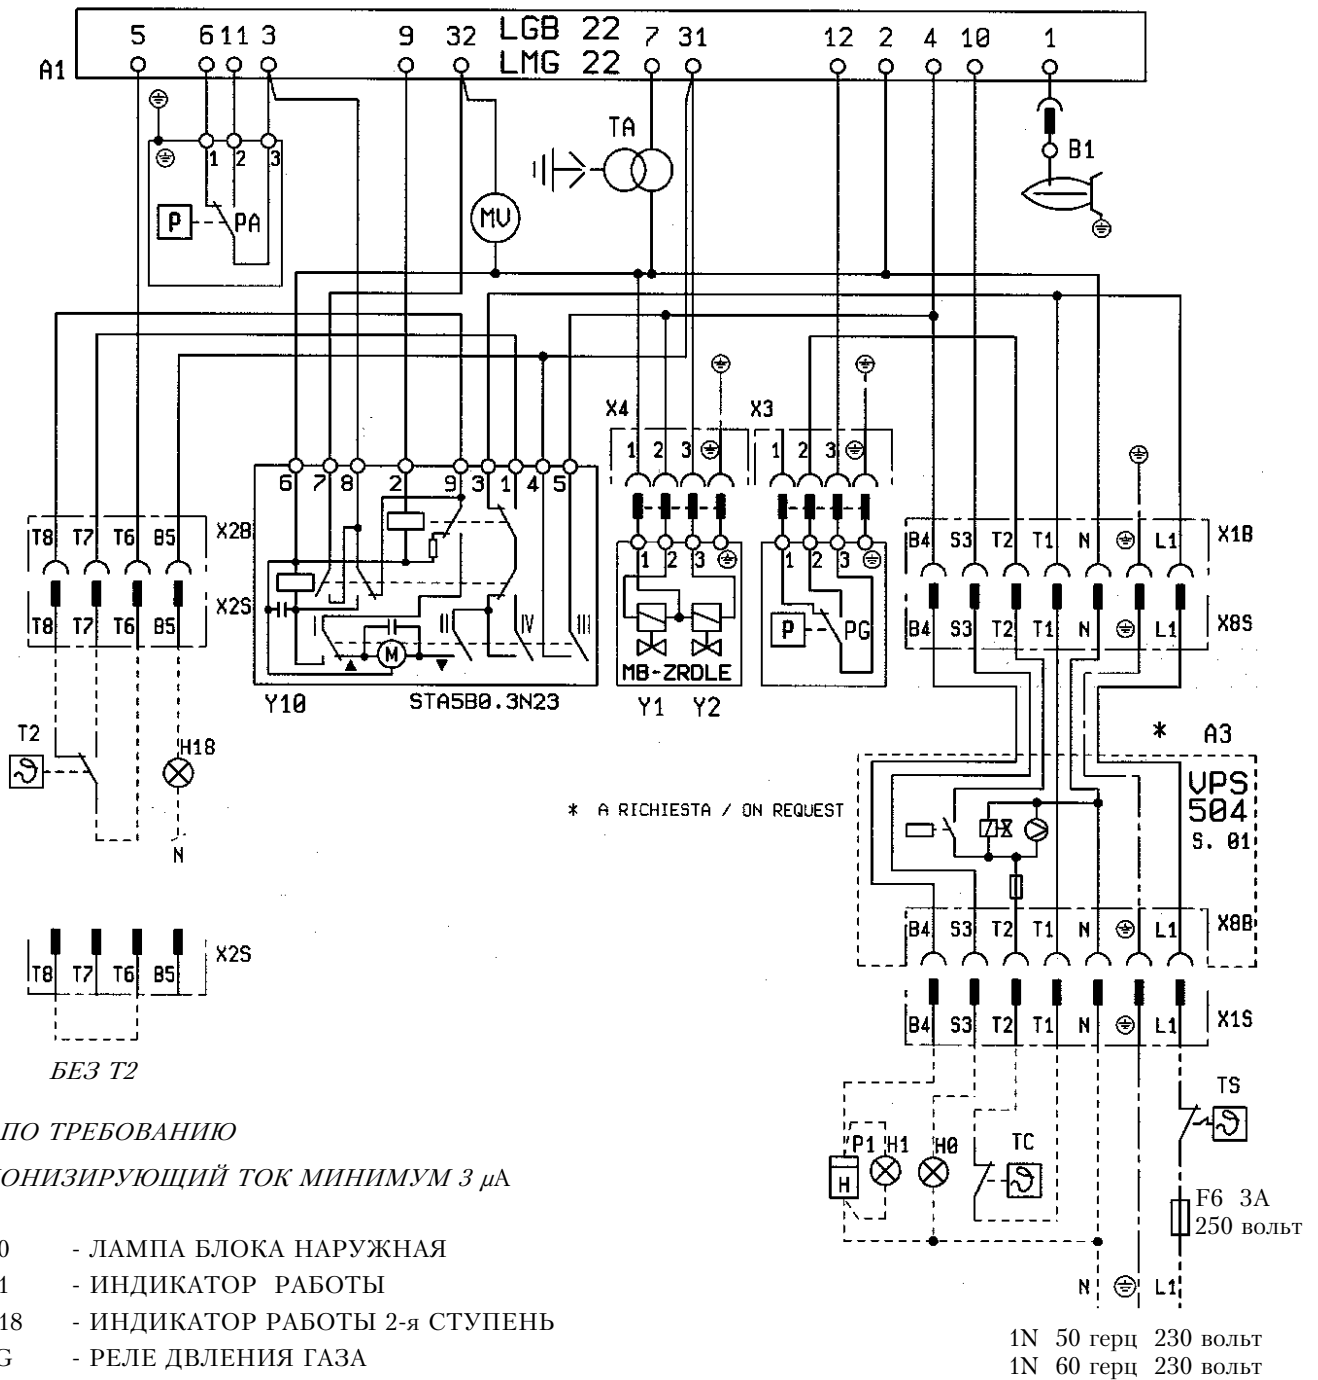 5 6 11 3 9 32 LGB 22 7 31 12 2 4 10 1
A1 LMG 22
TA
B1
1 2 3
P PA
MV
X4 X3
1 2 3 1 2 3
6 7 8 2 9 3 1 4 5
T8 T7 T6 B5 X2B
B4 S3 T2 T1 N L1 X1B
1 2 3 1 2 3
X2S
T8 T7 T6 B5
I II IV III
B4 S3 T2 T1 N L1 X8S
P PG
M
MB-ZRDLE
Y10 STA5B0.3N23 Y1 Y2
T2 H18
* A3
VPS
504
S. 01
* A RICHIESTA / ON REQUEST
N
B4 S3 T2 T1 N L1 X8B
T8 T7 T6 B5 X2S
B4 S3 T2 T1 N L1 X1S
БЕЗ Т2
TS
ПО ТРЕБОВАНИЮ
P1 H1 H0 TC
H
ОНИЗИРУЮЩИЙ ТОК МИНИМУМ 3 μА
F6 3A
250 вольт
0 - ЛАМПА БЛОКА НАРУЖНАЯ
1 - ИНДИКАТОР РАБОТЫ
N L1
18 - ИНДИКАТОР РАБОТЫ 2-я СТУПЕНЬ
G - РЕЛЕ ДВЛЕНИЯ ГАЗА
1N 50 герц 230 вольт
1N 60 герц 230 вольт